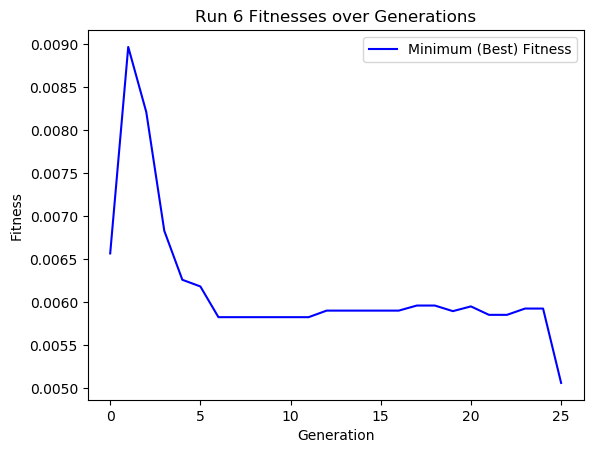 Run 6 Fitnesses over Generations
Minimum (Best) Fitness
0.0090
0.0085
0.0080
0.0075
0.0070
0.0065
0.0060
0.0055
0.0050
Fitness
0 5 10 15 20 25
Generation